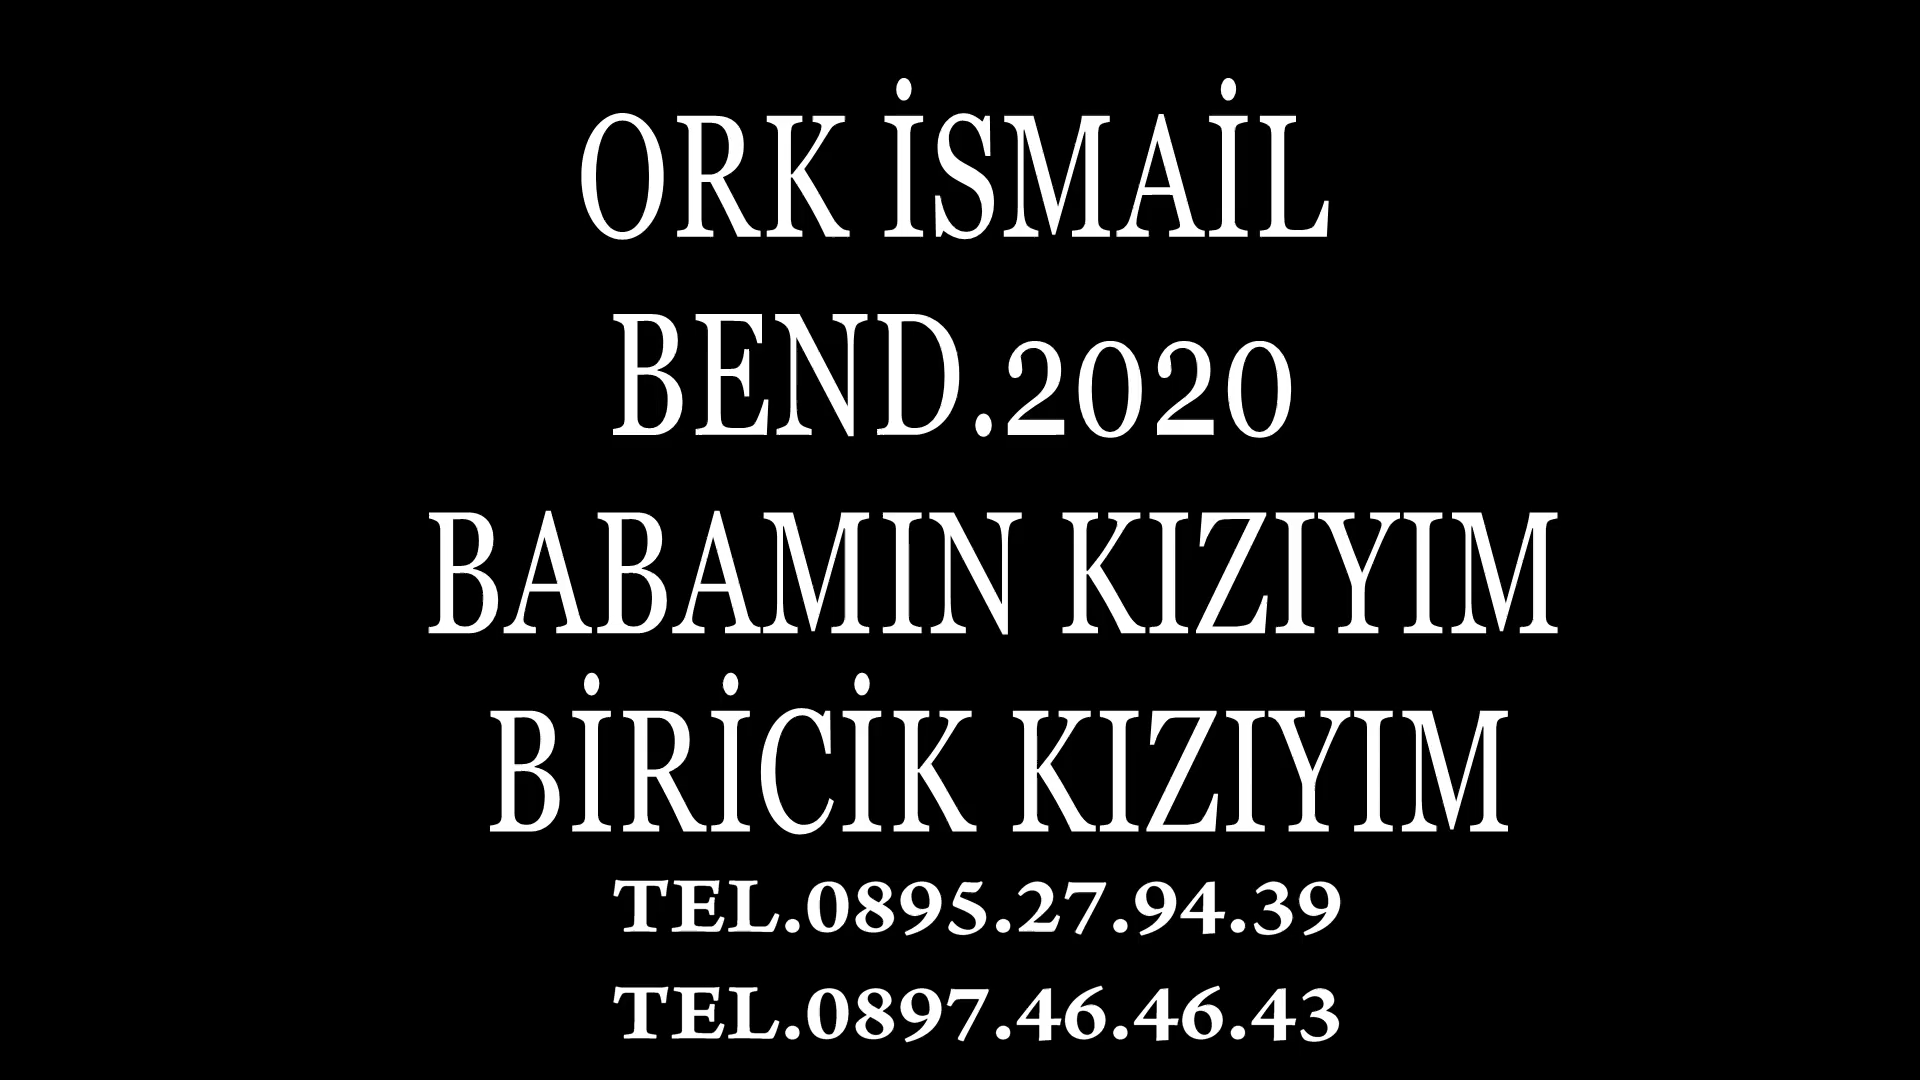 ORK İSMAİL
BEND.2020
BABAMIN KIZIYIM
BİRİCİK KIZIYIM
TEL.0895.27.94.39
TEL.0897.46.46.43